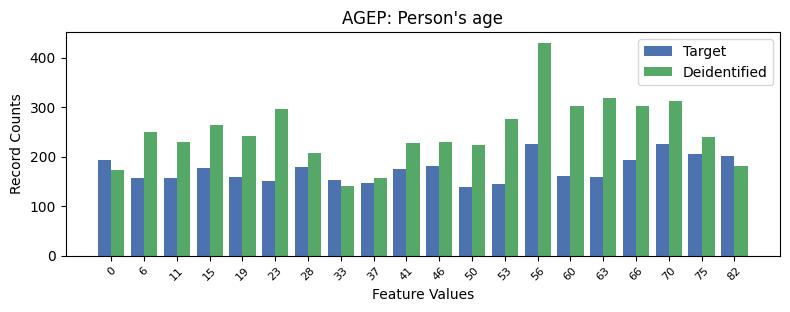 AGEP: Person's age
Record Counts
400
300
200
100
0
Target
Deidentified
0 6 11 15 19 23 28 33 37 41 46 50 53 56 60 63 66 70 75 82
Feature Values